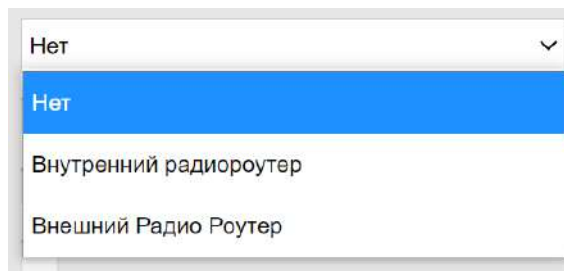 Нет
Нет
Внутренний радиороутер
Внешний Радио Роутер